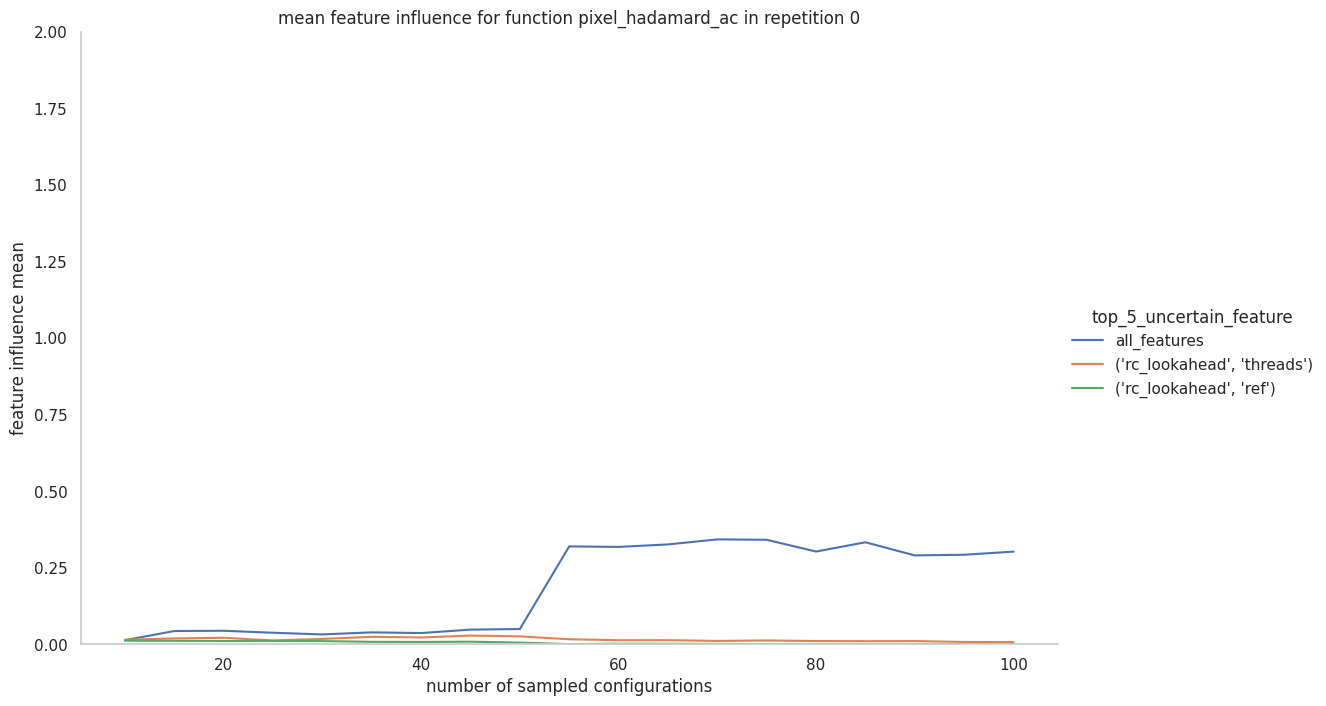 mean feature influence for function pixel_hadamard_ac in repetition 0
2.00
1.75
1.50
1.25
1.00
0.75
0.50
0.25
0.00
feature influence mean
20
40
60
80
100
number of sampled configurations
top_5_uncertain_feature
all_features
('rc_lookahead', 'threads')
('rc_lookahead', 'ref')